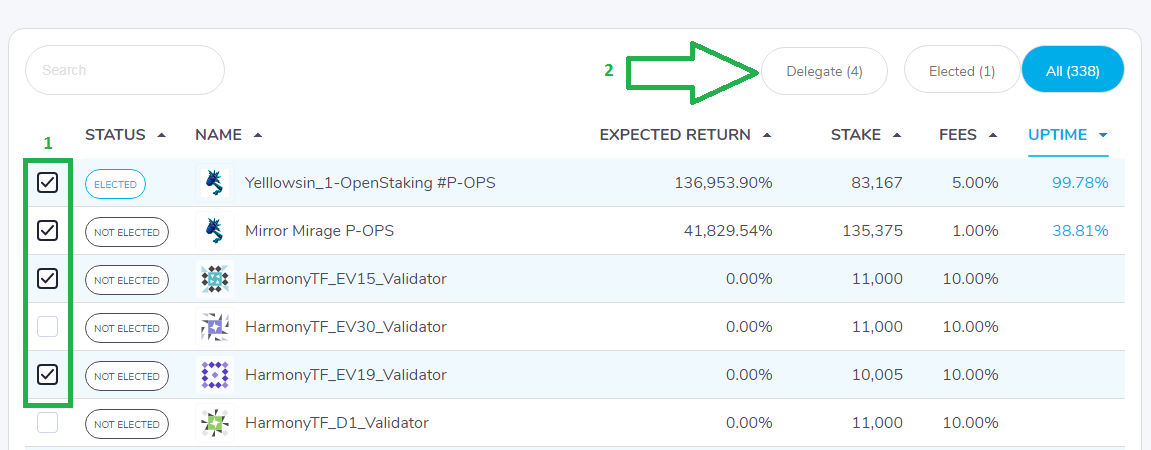 Search
2
Delegate (4)
Elected (1)
All (338)
1
STATUS NAME EXPECTED RETURN STAKE FEES UPTIME
ELECTED Yelllowsin_1-OpenStaking #P-OPS 136,953.90% 83,167 5.00% 99.78%
NOT ELECTED Mirror Mirage P-OPS 41,829.54% 135,375 1.00% 38.81%
NOT ELECTED HarmonyTF_EV15_Validator 0.00% 11,000 10.00%
NOT ELECTED HarmonyTF_EV30_Validator 0.00% 11,000 10.00%
NOT ELECTED HarmonyTF_EV19_Validator 0.00% 10,005 10.00%
NOT ELECTED HarmonyTF_D1_Validator 0.00% 11,000 10.00%